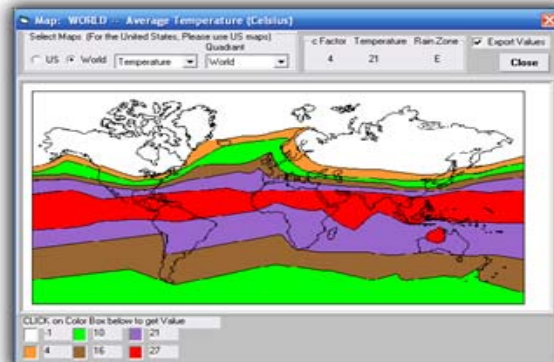 Map: WORLD -- Average Temperature (Celsius)
Select Maps (For the United States, Please use US maps)
Quadrant
US World Temperature World
c Factor Temperature Rain Zone
4 21 E
Export Values
Close
CLICK on Color Box below to get Value
-1 10 21
4 16 27